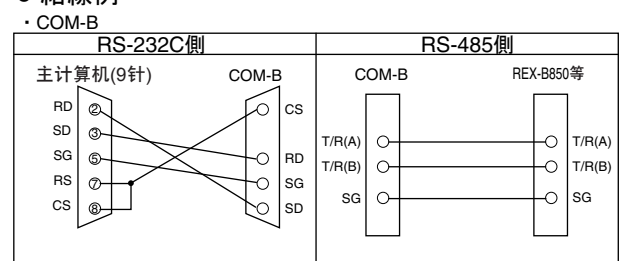 ・COM-B
RS-232C側
RS-485側
主计算机(9针)
COM-B
RD ②
SD ③
SG ⑤
RS ⑦
CS ⑧
CS
RD
SG
SD
COM-B
REX-B850等
T/R(A)
T/R(B)
SG
T/R(A)
T/R(B)
SG